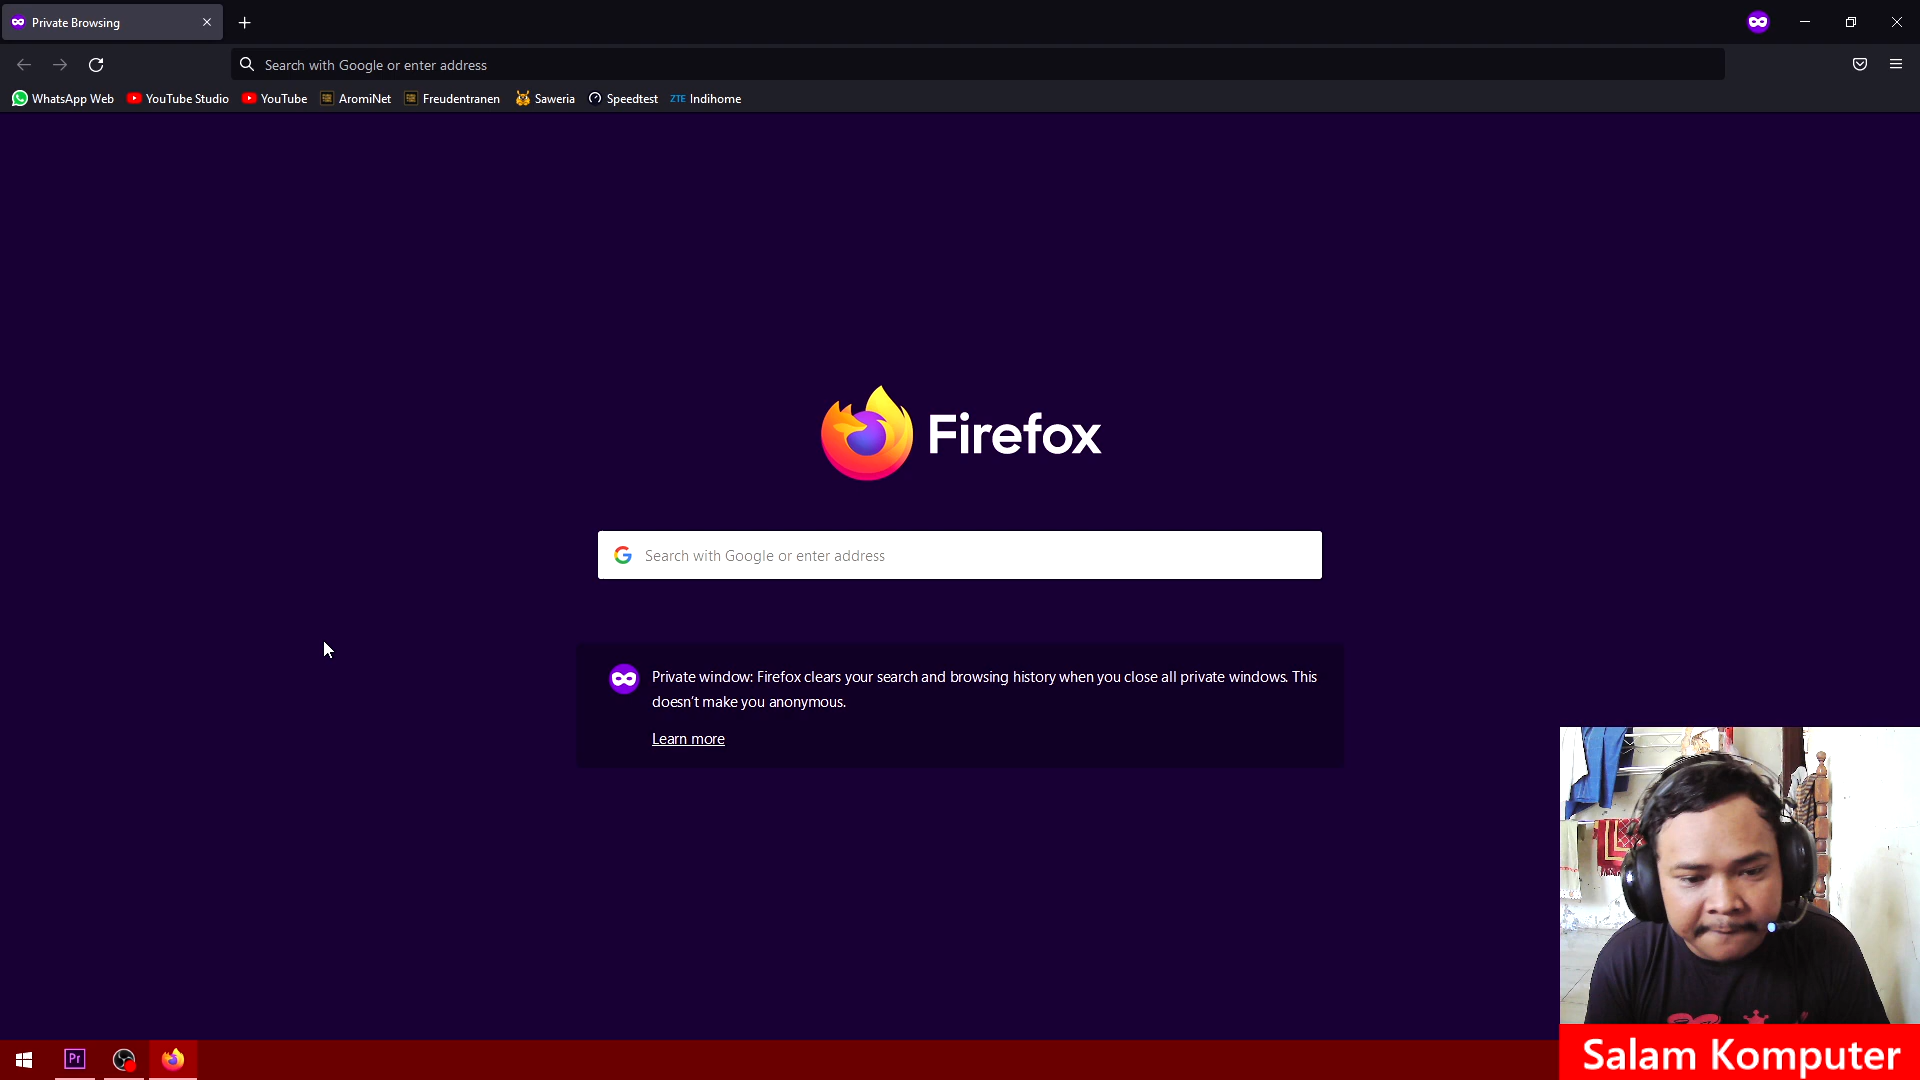 Private Browsing
Search with Google or enter address
WhatsApp Web YouTube Studio YouTube AromiNet Freudentranen Saweria Speedtest ZTE Indihome
Firefox
G Search with Google or enter address
Private window: Firefox clears your search and browsing history when you close all private windows. This
doesn't make you anonymous.
Learn more
Pr
Salam Komputer